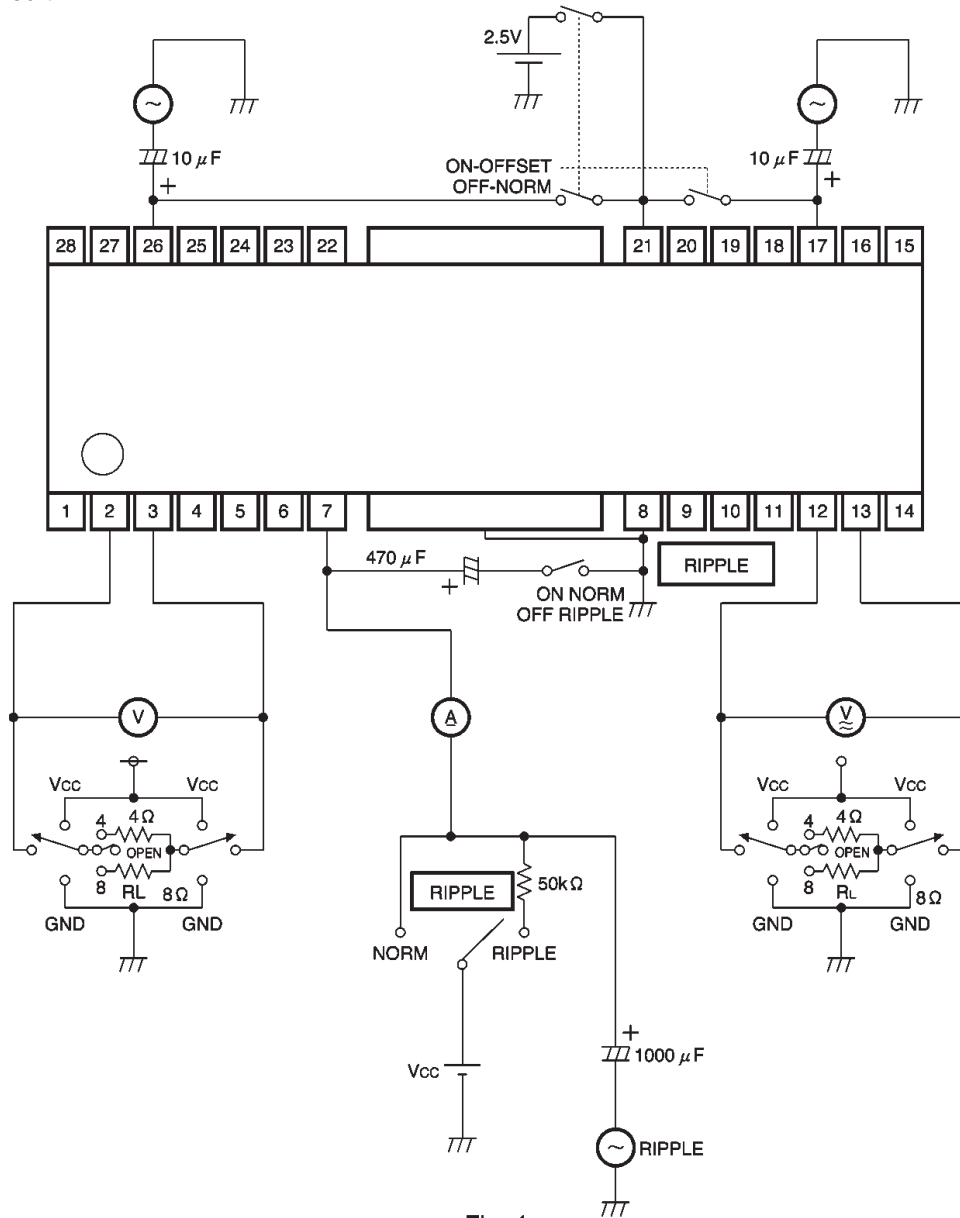 2.5V
~
~
10 μF
10 μF
+
+
ON-OFFSET
OFF-NORM
28 27 26 25 24 23 22 21 20 19 18 17 16 15
1 2 3 4 5 6 7 8 9 10 11 12 13 14
470 μF
+
ON NORM
OFF RIPPLE
RIPPLE
V
A
V
VCC VCC
4 4Ω
OPEN
8 RL 8Ω
GND GND
RIPPLE
50kΩ
NORM RIPPLE
VCC VCC
4 4Ω
OPEN
8 RL 8Ω
GND GND
+
1000 μF
VCC
~ RIPPLE